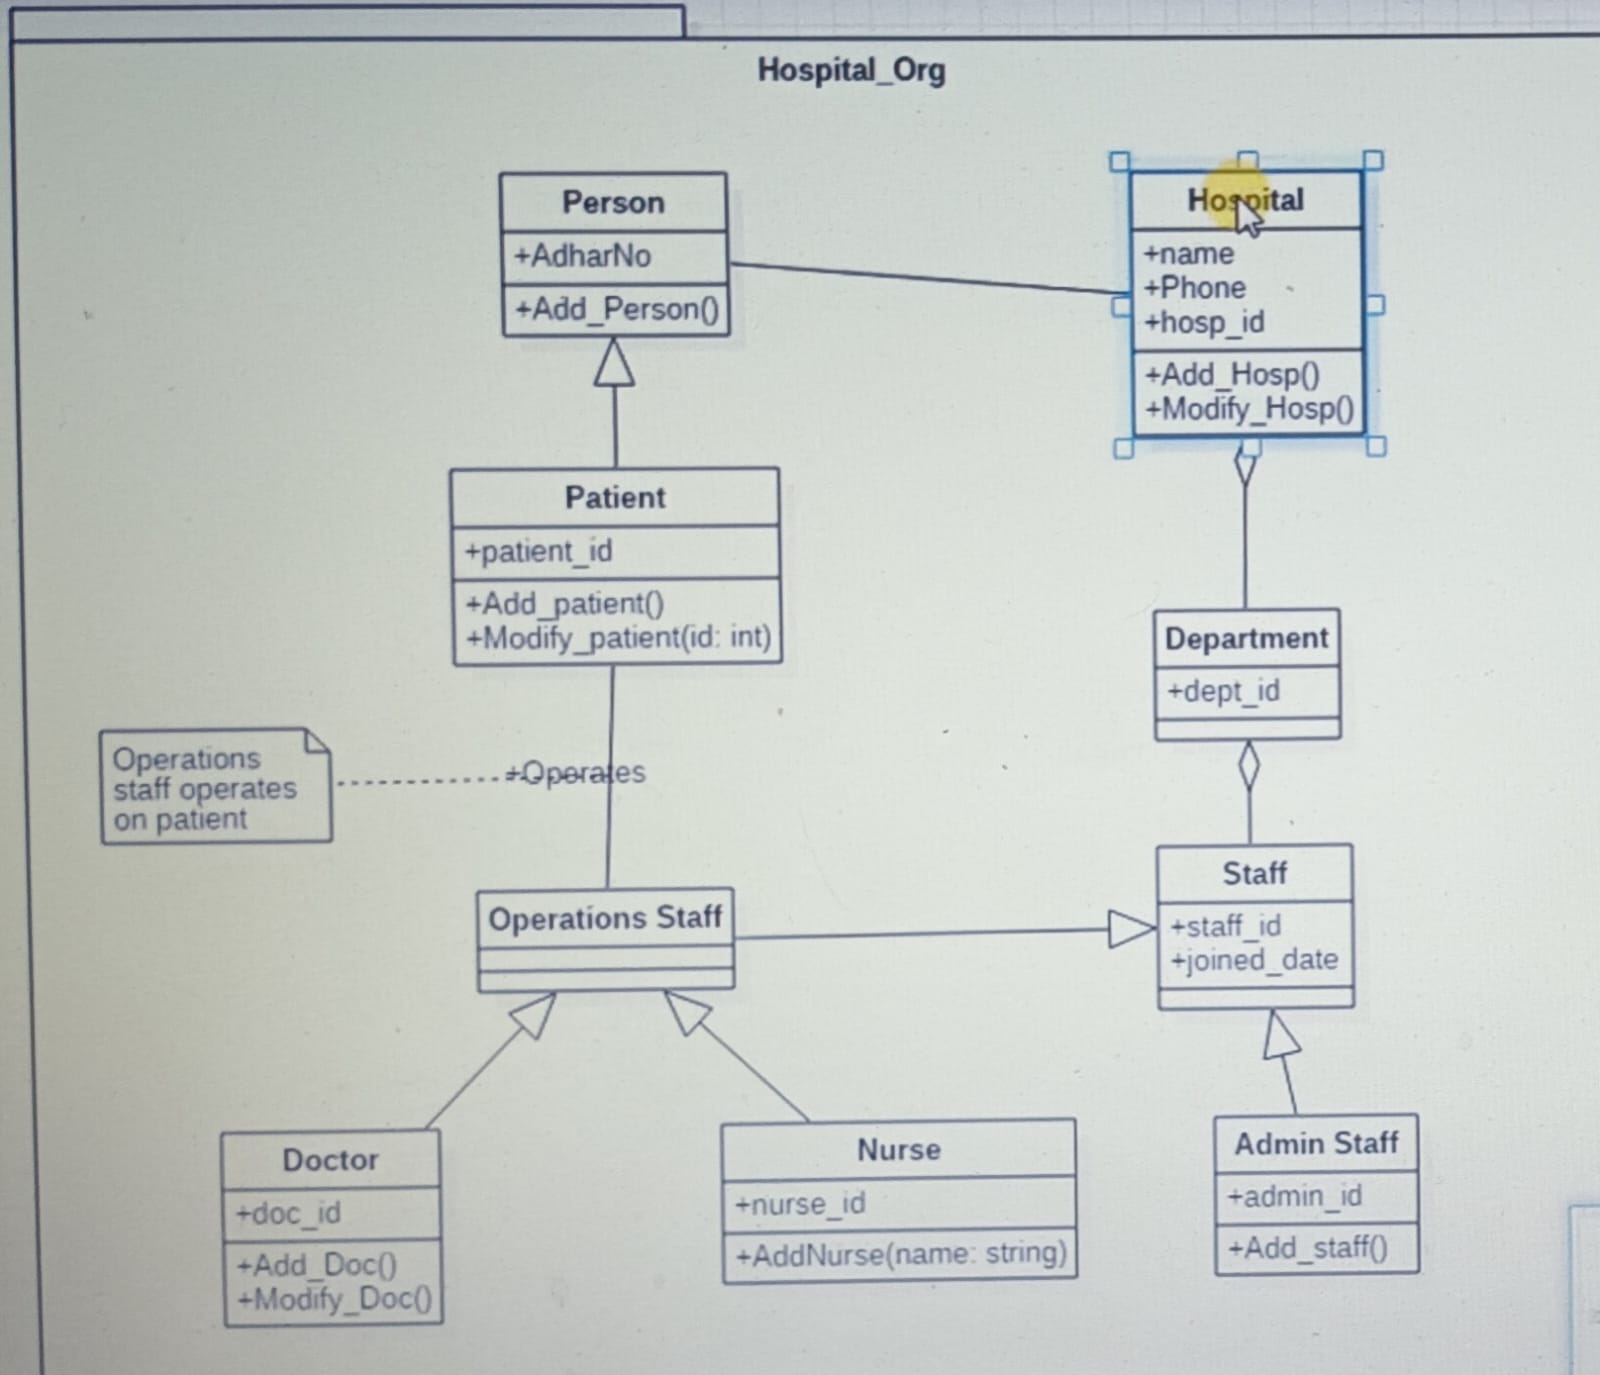 Hospital_Org
Person
+AdharNo
+Add_Person()
Hospital
+name
+Phone
+hosp_id
+Add_Hosp()
+Modify_Hosp()
Patient
+patient_id
+Add_patient()
+Modify_patient(id: int)
Department
+dept_id
Operations
staff operates
on patient
+Operates
Operations Staff
Staff
+staff_id
+joined_date
Doctor
+doc_id
+Add_Doc()
+Modify_Doc()
Nurse
+nurse_id
+AddNurse(name: string)
Admin Staff
+admin_id
+Add_staff()